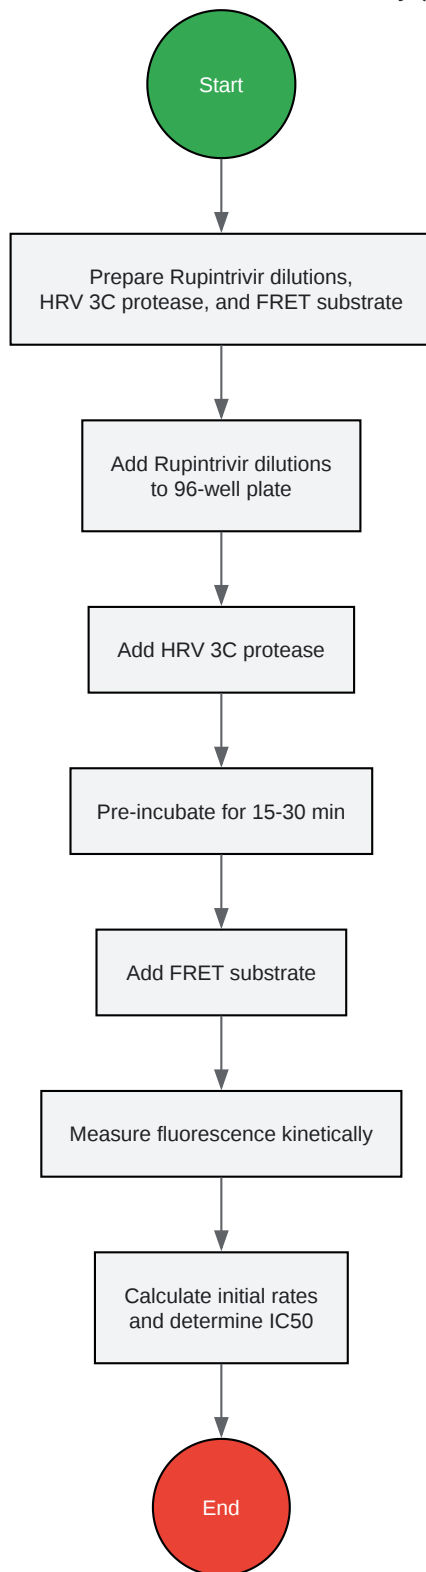 Start
Prepare Rupintrivir dilutions,
HRV 3C protease, and FRET substrate
Add Rupintrivir dilutions
to 96-well plate
Add HRV 3C protease
Pre-incubate for 15-30 min
Add FRET substrate
Measure fluorescence kinetically
Calculate initial rates
and determine IC50
End